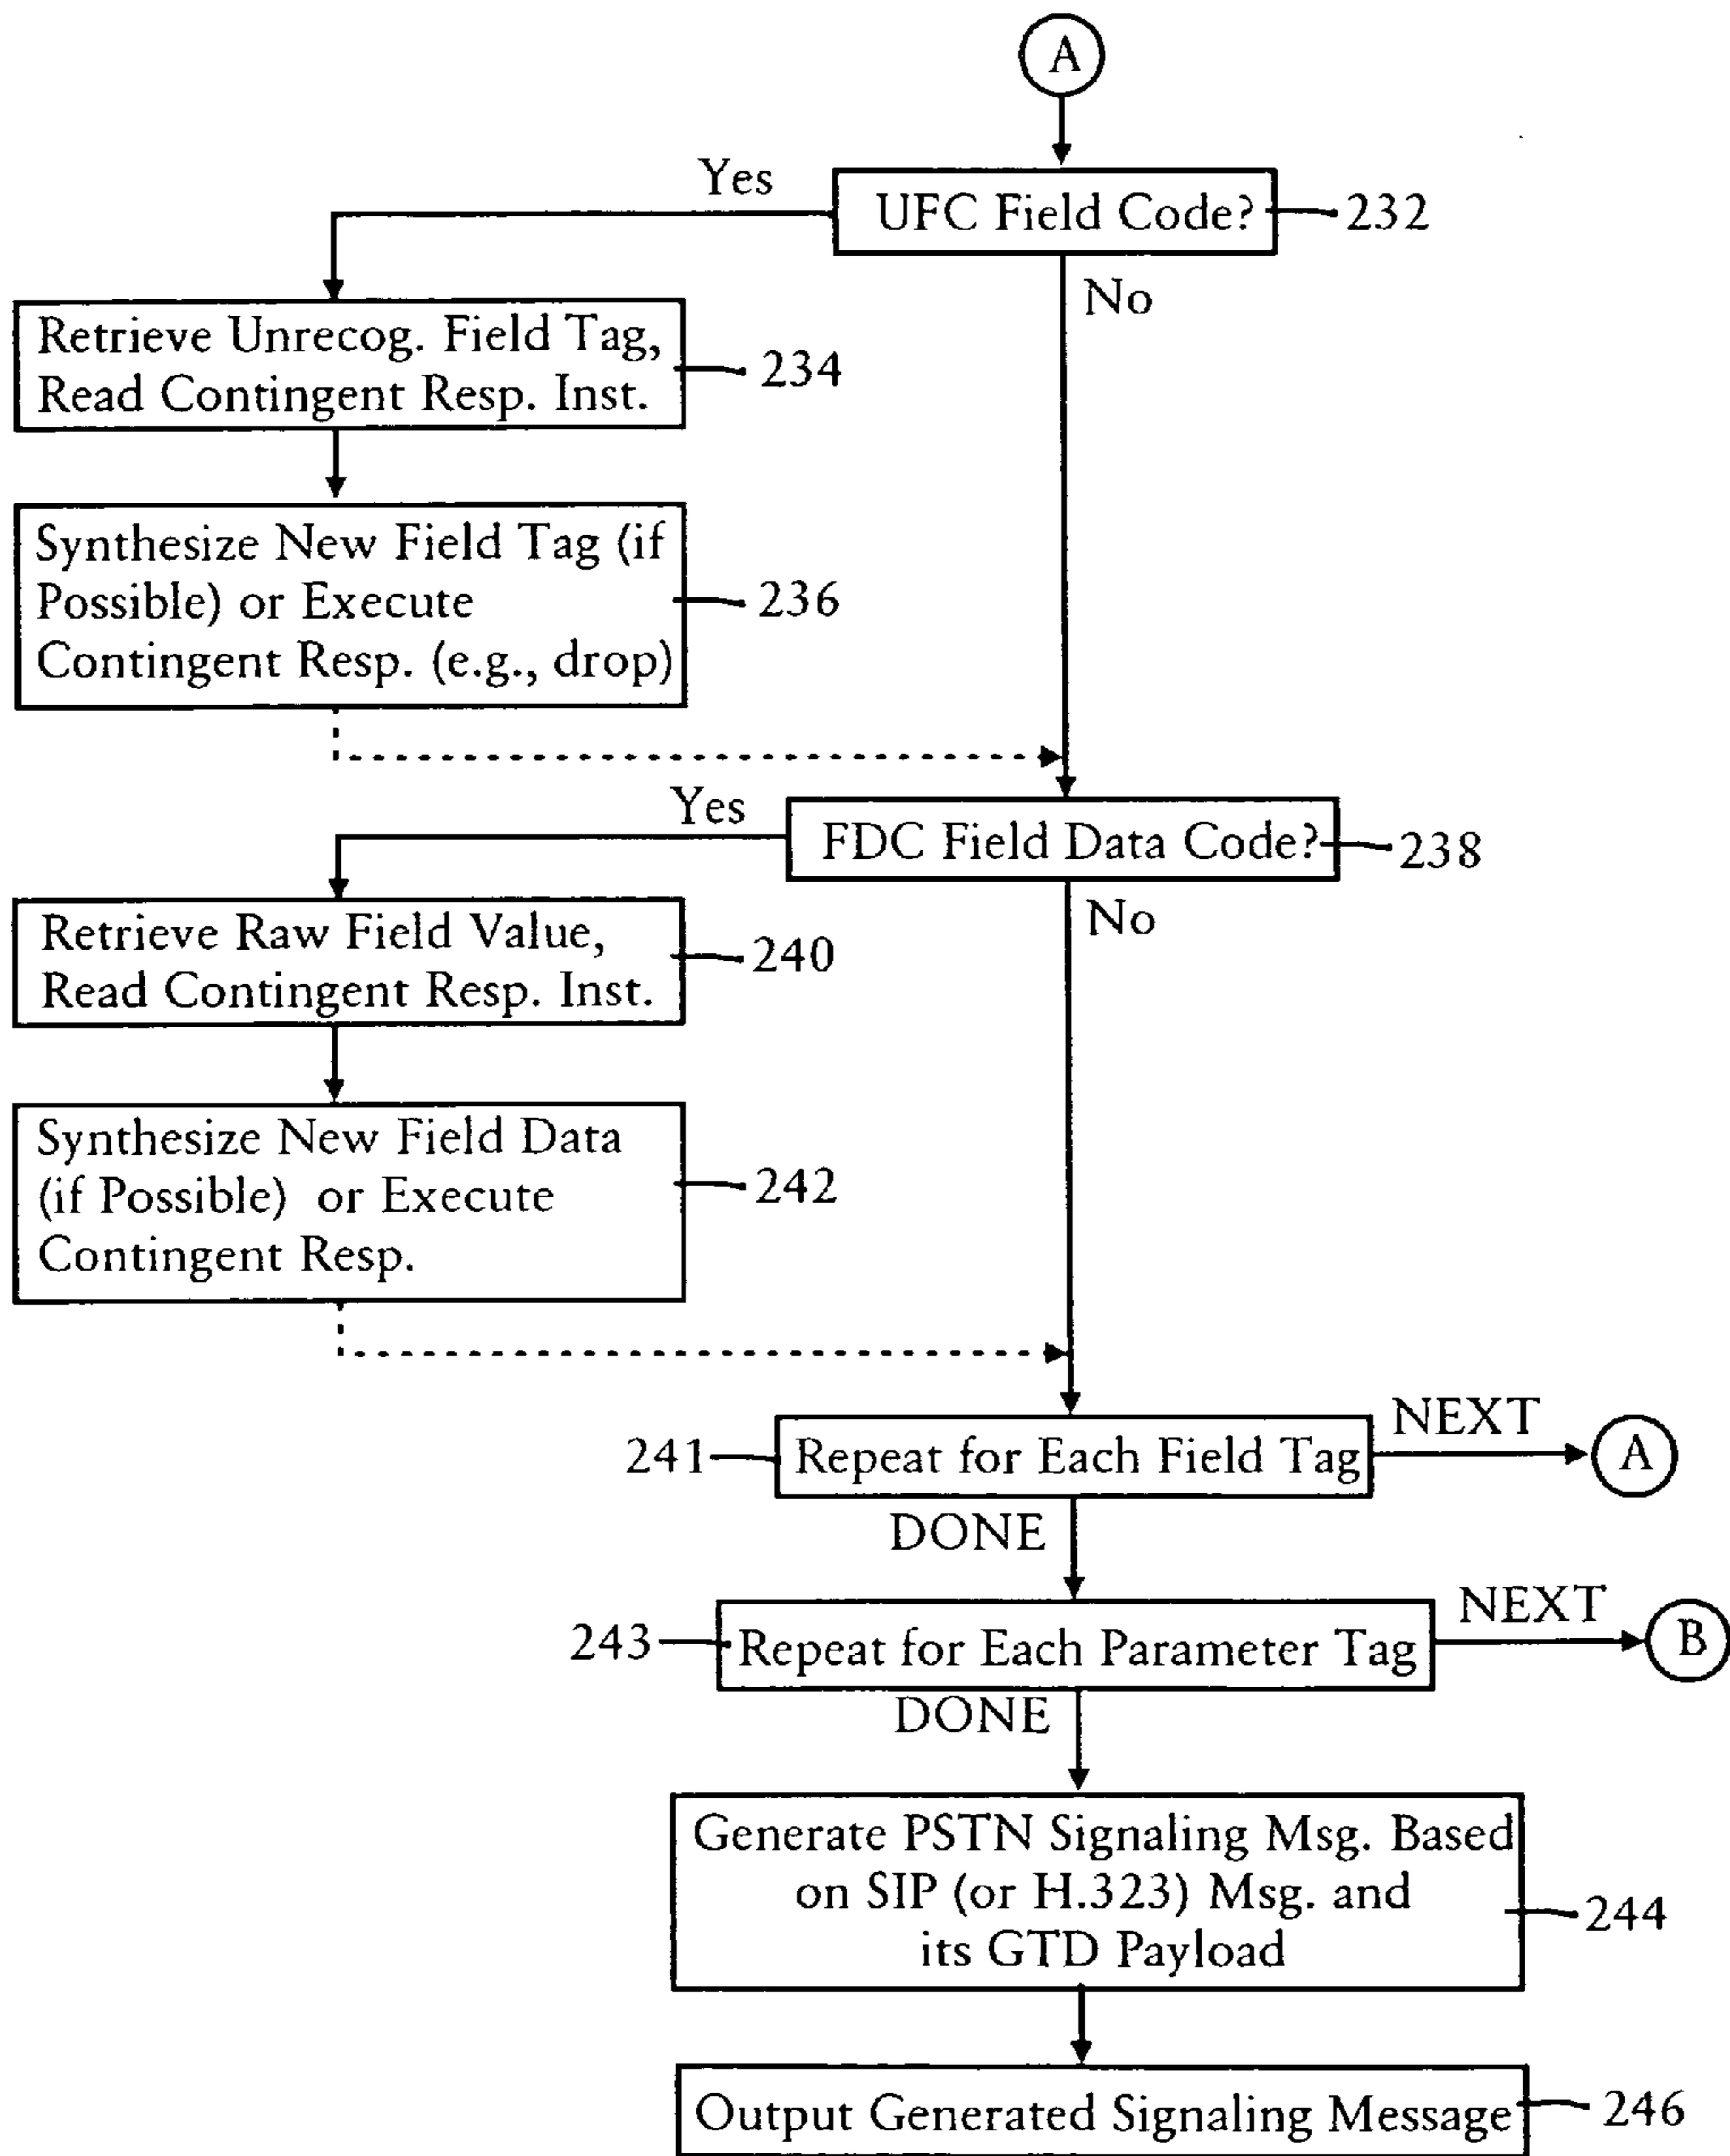 A
Yes
UFC Field Code?
232
No
Retrieve Unrecog. Field Tag,
Read Contingent Resp. Inst.
234
Synthesize New Field Tag (if
Possible) or Execute
Contingent Resp. (e.g., drop)
236
Yes
FDC Field Data Code?
238
No
Retrieve Raw Field Value,
Read Contingent Resp. Inst.
240
Synthesize New Field Data
(if Possible) or Execute
Contingent Resp.
242
241
Repeat for Each Field Tag
NEXT
A
DONE
243
Repeat for Each Parameter Tag
NEXT
B
DONE
Generate PSTN Signaling Msg. Based
on SIP (or H.323) Msg. and
its GTD Payload
244
Output Generated Signaling Message
246